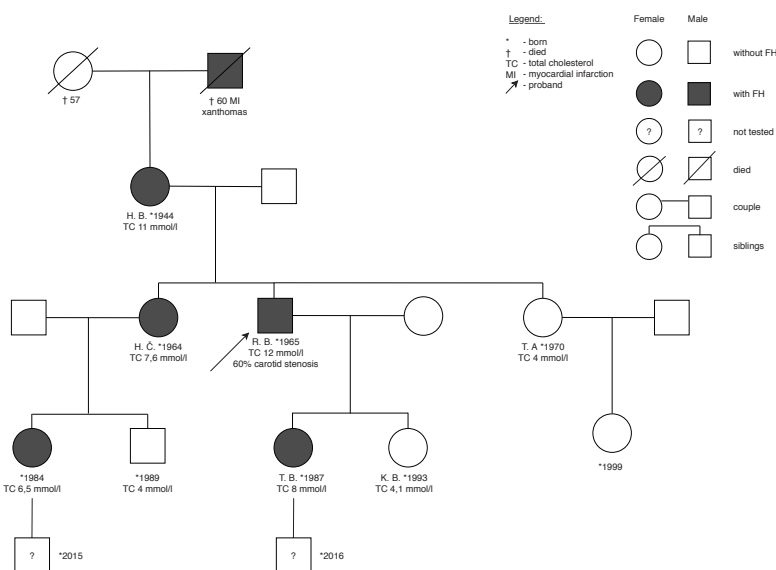 Legend:
* - born
† - died
TC - total cholesterol
MI - myocardial infarction
- proband
Female Male
without FH
with FH
? ? not tested
died
couple
siblings
† 57
† 60 MI
xanthomas
H. B. *1944
TC 11 mmol/l
H. Č. *1964
TC 7,6 mmol/l
R. B. *1965
TC 12 mmol/l
60% carotid stenosis
T. A *1970
TC 4 mmol/l
*1984
TC 6,5 mmol/l
*1989
TC 4 mmol/l
T. B. *1987
TC 8 mmol/l
K. B. *1993
TC 4,1 mmol/l
*1999
? *2015
? *2016